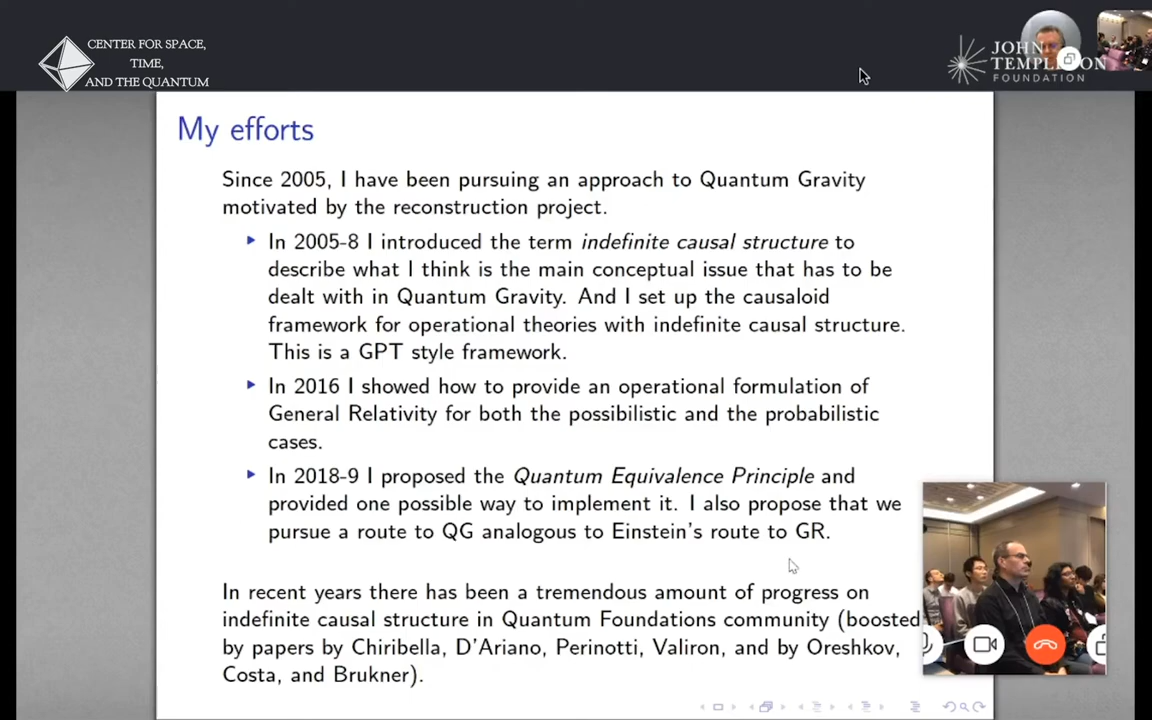 CENTER FOR SPACE,
TIME,
AND THE QUANTUM
JOHN
TEMPLETON
FOUNDATION
My efforts
Since 2005, I have been pursuing an approach to Quantum Gravity
motivated by the reconstruction project.
In 2005-8 I introduced the term indefinite causal structure to
describe what I think is the main conceptual issue that has to be
dealt with in Quantum Gravity. And I set up the causaloid
framework for operational theories with indefinite causal structure.
This is a GPT style framework.
In 2016 I showed how to provide an operational formulation of
General Relativity for both the possibilistic and the probabilistic
cases.
In 2018-9 I proposed the Quantum Equivalence Principle and
provided one possible way to implement it. I also propose that we
pursue a route to QG analogous to Einstein's route to GR.
In recent years there has been a tremendous amount of progress on
indefinite causal structure in Quantum Foundations community (boosted
by papers by Chiribella, D'Ariano, Perinotti, Valiron, and by Oreshkov,
Costa, and Brukner).